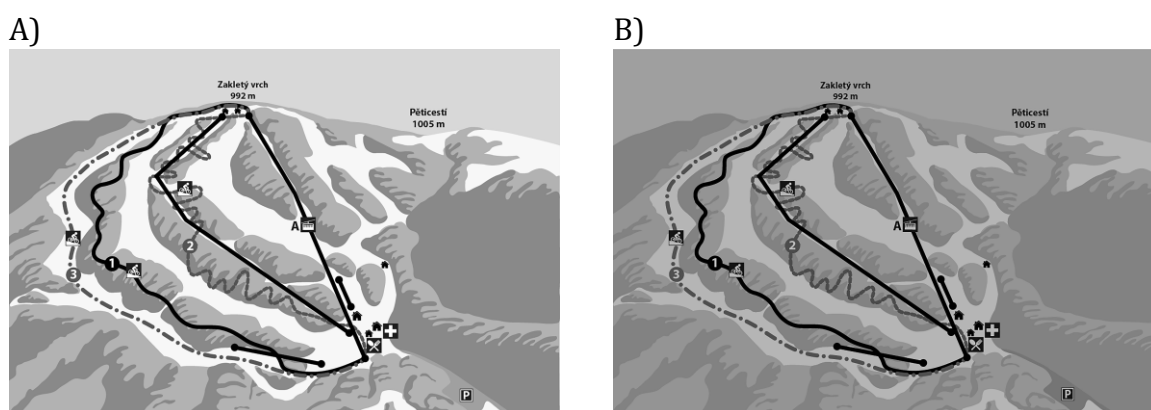 A)
B)
Zakletý vrch
992 m
Pěticestí
1005 m
A
2
1
3
P
Zakletý vrch
992 m
Pěticestí
1005 m
A
2
1
3
P